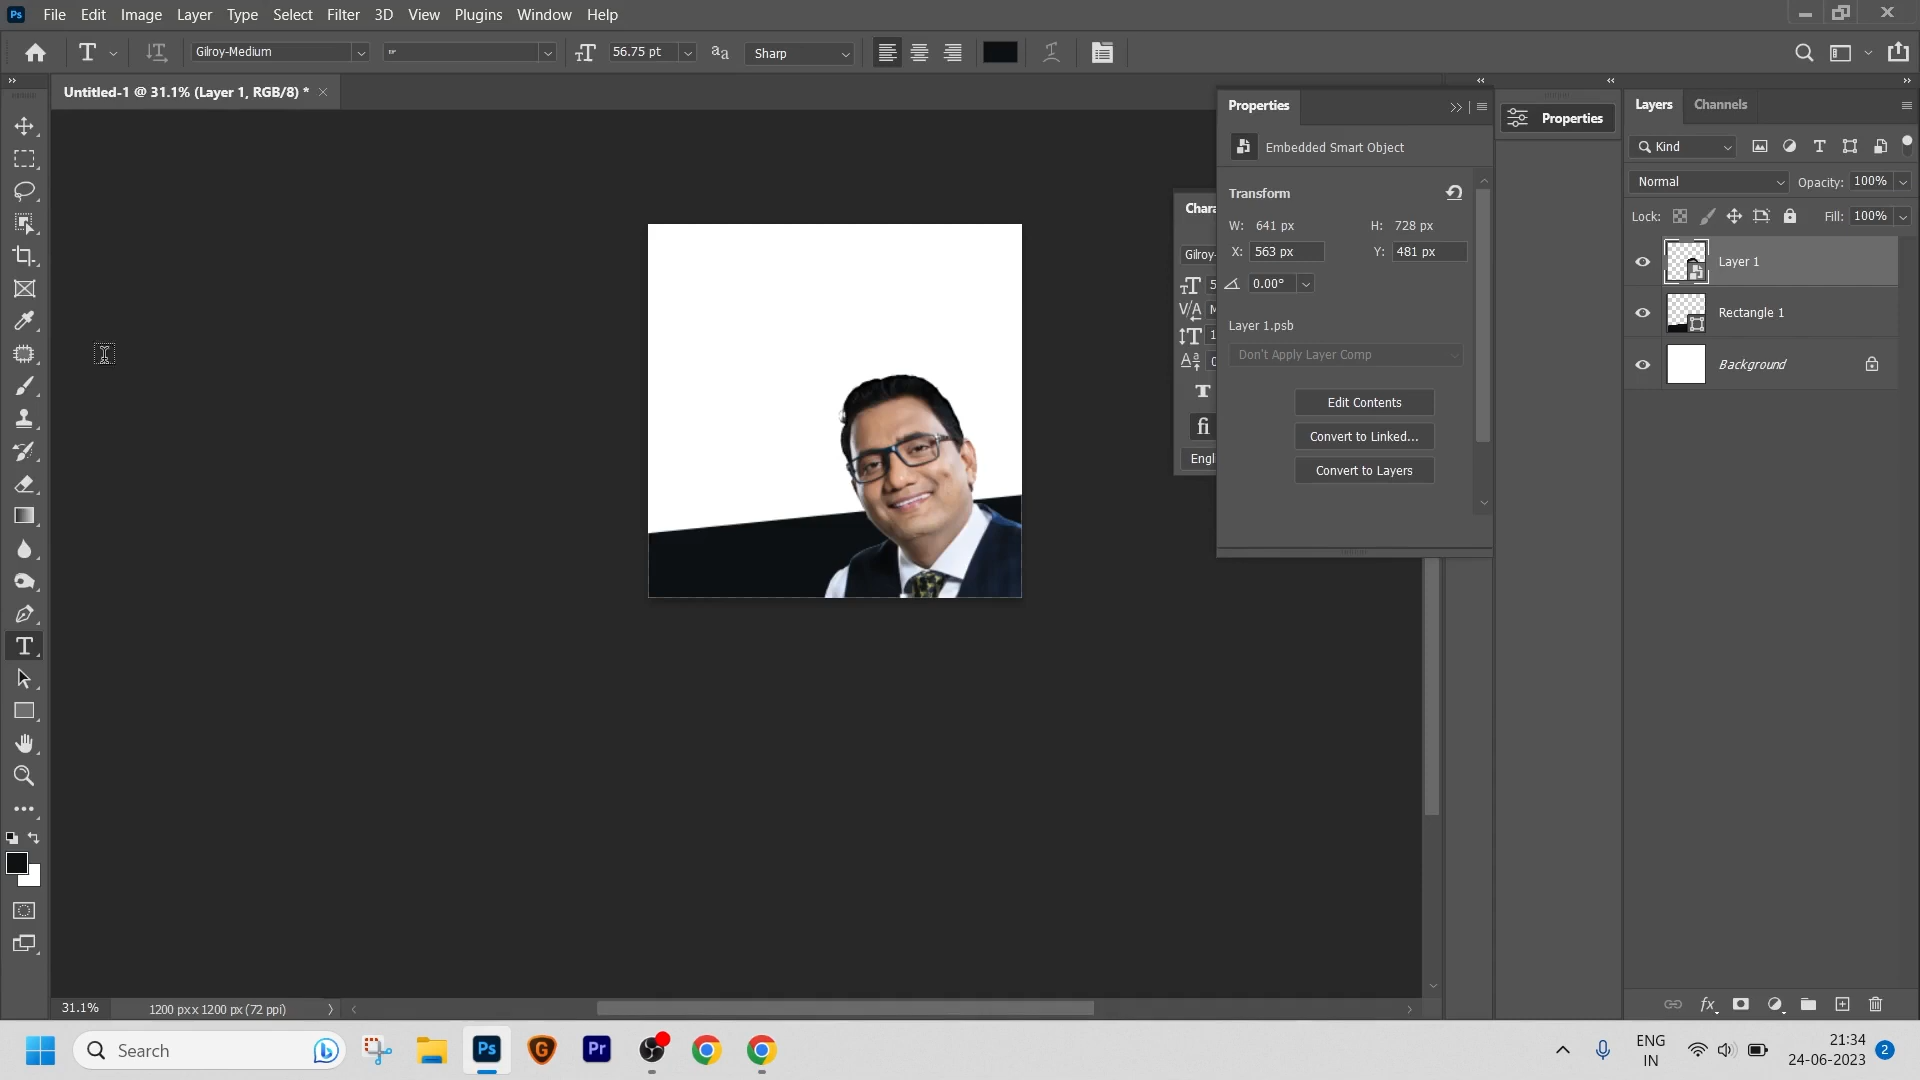 Ps File Edit Image Layer Type Select Filter 3D View Plugins Window Help
Gilroy-Medium 56.75 pt Sharp
Untitled-1 @ 31.1% (Layer 1, RGB/8) *
Properties
Properties
Layers Channels
Embedded Smart Object
Kind
Transform
Normal Opacity: 100%
Chara
W: 641 px H: 728 px
Lock: Fill: 100%
Gilroy-
X: 563 px Y: 481 px
Layer 1
0.00°
Rectangle 1
Layer 1.psb
Don't Apply Layer Comp
Background
Edit Contents
Convert to Linked...
Engl
Convert to Layers
31.1% 1200 px x 1200 px (72 ppi)
Search
Ps
Pr
ENG
IN
21:34
24-06-2023
2